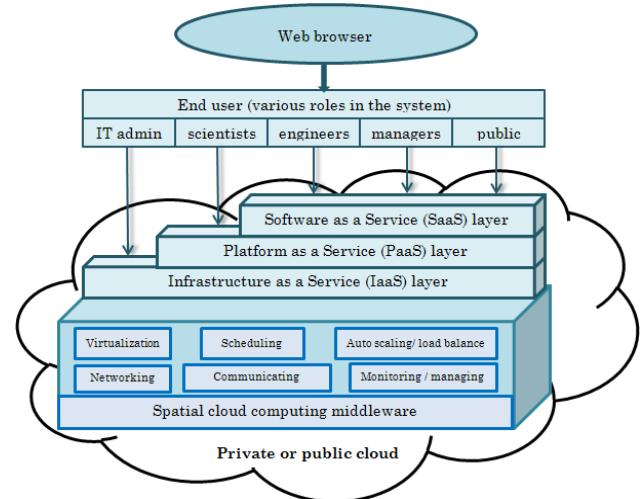 Web browser
End user (various roles in the system)
IT admin scientists engineers managers public
Software as a Service (SaaS) layer
Platform as a Service (PaaS) layer
Infrastructure as a Service (IaaS) layer
Virtualization Scheduling Auto scaling/ load balance
Networking Communicating Monitoring / managing
Spatial cloud computing middleware
Private or public cloud